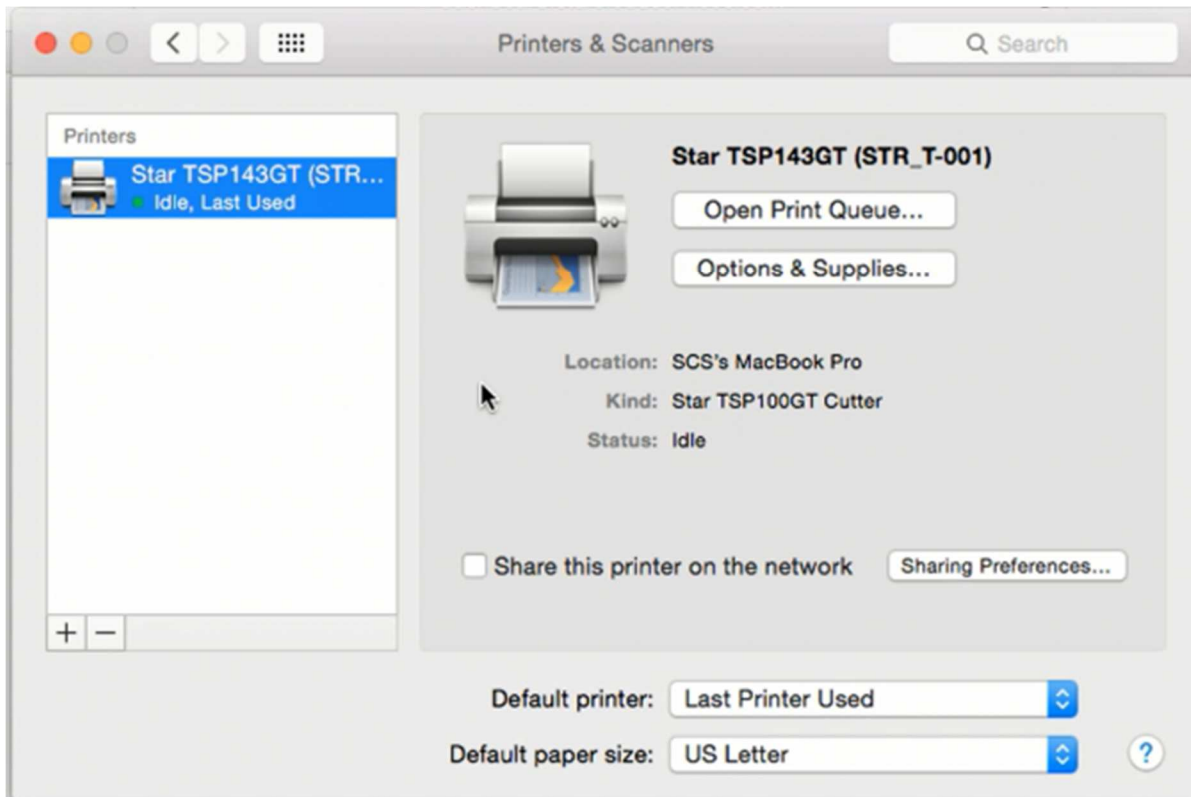 Printers & Scanners
Search
Printers
Star TSP143GT (STR...
Idle, Last Used
Star TSP143GT (STR_T-001)
Open Print Queue...
Options & Supplies...
Location: SCS's MacBook Pro
Kind: Star TSP100GT Cutter
Status: Idle
Share this printer on the network
Sharing Preferences...
+ −
Default printer: Last Printer Used
Default paper size: US Letter
?